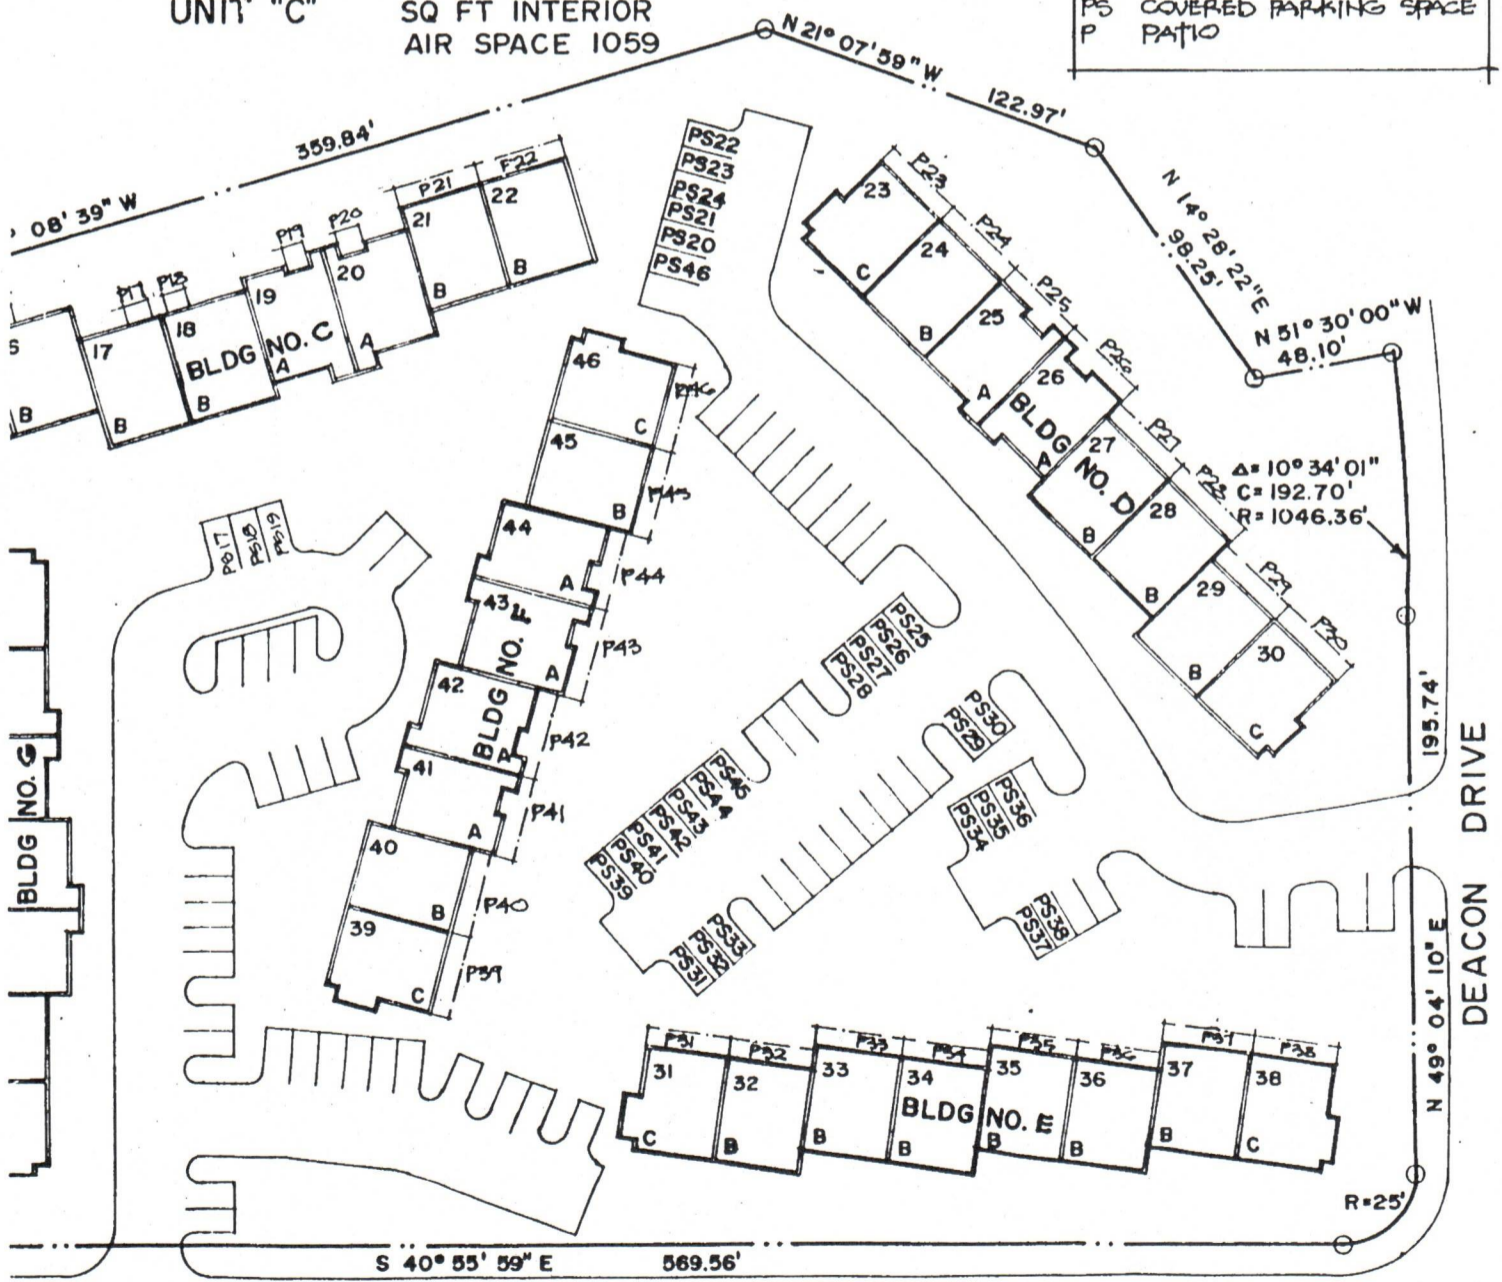 UNIT "C"
SQ FT INTERIOR
AIR SPACE 1059
PS COVERED PARKING SPACE
P PATIO
N 21° 07' 59" W
122.97'
359.84'
08' 39" W
N 14° 28' 22" E
98.25'
N 51° 30' 00" W
48.10'
Δ= 10° 34' 01"
C= 192.70'
R= 1046.36'
195.74'
N 49° 04' 10" E
DEACON DRIVE
R=25'
S 40° 55' 59" E
569.56'
PS22
PS23
PS24
PS21
PS20
PS46
P17
P18
P19
P20
P21
P22
6
17
18
19
20
21
22
B
B
B
A
A
B
B
BLDG NO. C
P23
P24
P25
P26
P27
P28
P29
P30
23
24
25
26
27
28
29
30
C
B
A
A
B
B
B
C
BLDG NO. D
46
45
44
43
42
41
40
39
C
B
A
A
A
A
B
C
P46
P45
P44
P43
P42
P41
P40
P39
BLDG NO. F
PS17
PS18
PS19
BLDG NO. G
PS25
PS26
PS27
PS28
PS30
PS29
PS45
PS44
PS43
PS42
PS41
PS40
PS39
PS36
PS35
PS34
PS38
PS37
PS33
PS32
PS31
P31
P32
P33
P34
P35
P36
P37
P38
31
32
33
34
35
36
37
38
C
B
B
B
B
B
B
C
BLDG NO. E